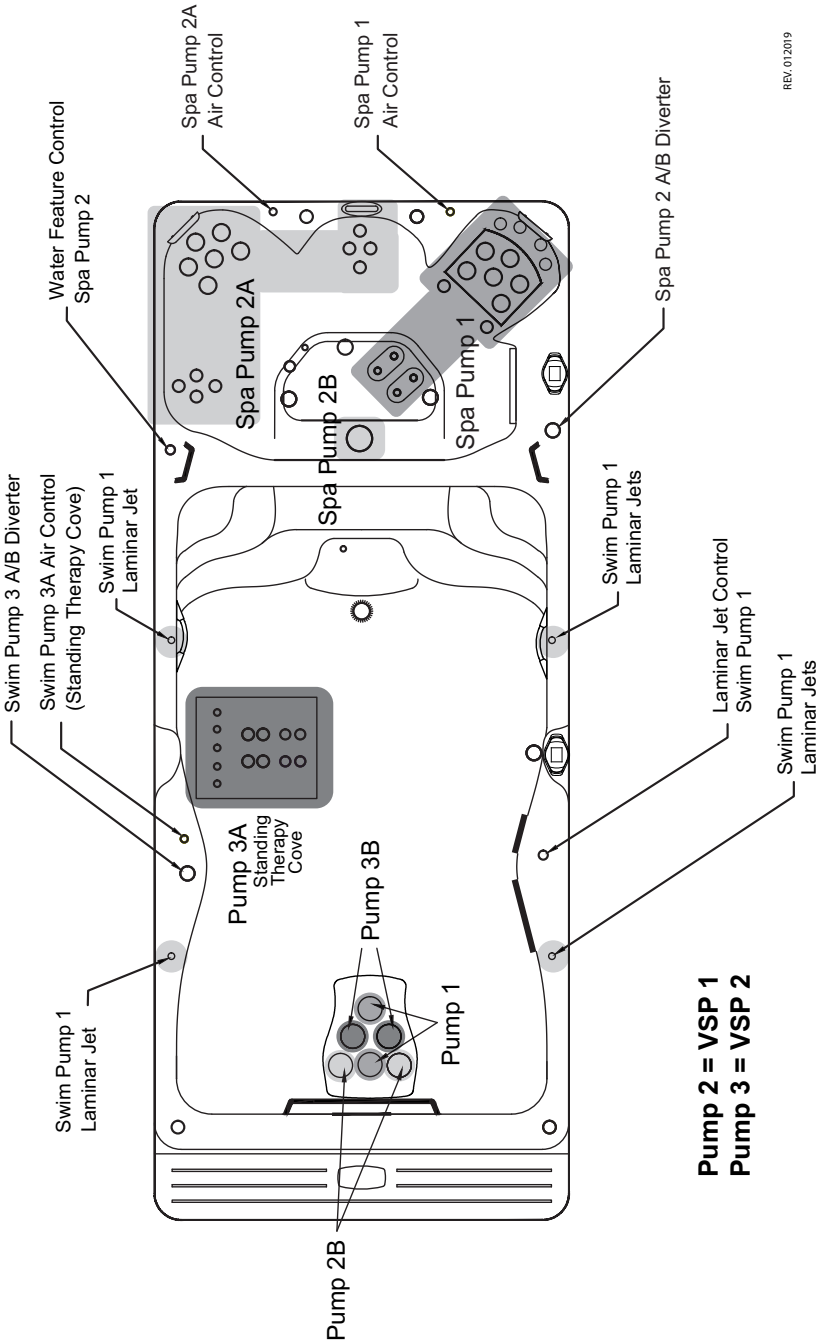 Swim Pump 3 A/B Diverter
Swim Pump 3A Air Control
(Standing Therapy Cove)
Swim Pump 1
Laminar Jet
Swim Pump 1
Laminar Jet
Water Feature Control
Spa Pump 2
Spa Pump 2A
Air Control
Spa Pump 1
Air Control
Spa Pump 2A
Spa Pump 2B
Spa Pump 1
Pump 3A
Standing
Therapy
Cove
Pump 3B
Pump 1
Pump 2B
Spa Pump 2 A/B Diverter
Swim Pump 1
Laminar Jets
Laminar Jet Control
Swim Pump 1
Swim Pump 1
Laminar Jets
Pump 2 = VSP 1
Pump 3 = VSP 2
REV. 012019